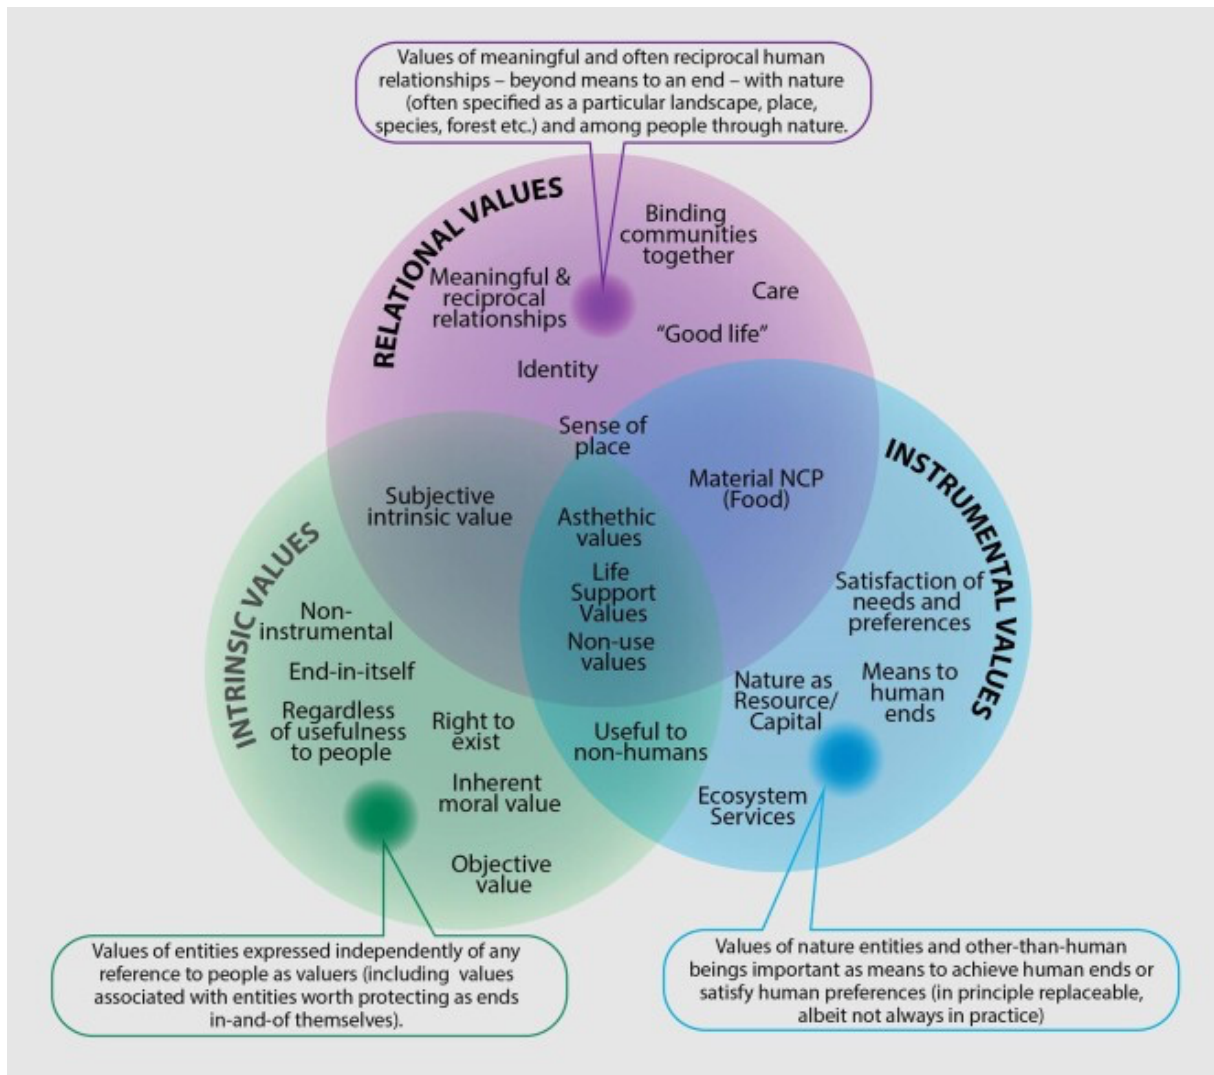 Values of meaningful and often reciprocal human
relationships – beyond means to an end – with nature
(often specified as a particular landscape, place,
species, forest etc.) and among people through nature.
RELATIONAL VALUES
Binding
communities
together
Meaningful &
reciprocal
relationships
Care
“Good life”
Identity
Sense of
place
INSTRUMENTAL VALUES
Material NCP
(Food)
Subjective
intrinsic value
Asthethic
values
Life
Support
Values
Non-use
values
INTRINSIC VALUES
Non-
instrumental
End-in-itself
Regardless
of usefulness
to people
Right to
exist
Inherent
moral value
Objective
value
Useful to
non-humans
Satisfaction of
needs and
preferences
Nature as
Resource/
Capital
Means to
human
ends
Ecosystem
Services
Values of entities expressed independently of any
reference to people as valuers (including values
associated with entities worth protecting as ends
in-and-of themselves).
Values of nature entities and other-than-human
beings important as means to achieve human ends or
satisfy human preferences (in principle replaceable,
albeit not always in practice)